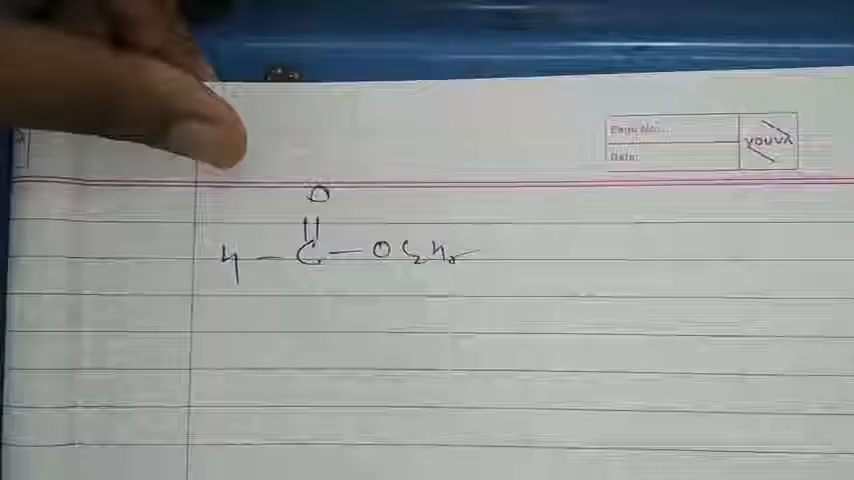 Page No.:
Date:
YOUVA
O
||
H — C — OC₂H₅